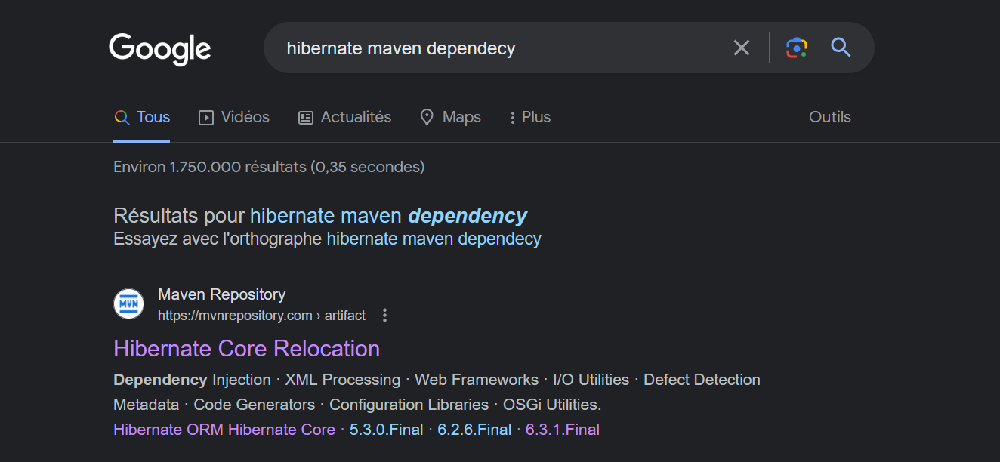 Google
hibernate maven dependecy
Tous Vidéos Actualités Maps Plus Outils
Environ 1.750.000 résultats (0,35 secondes)
Résultats pour hibernate maven dependency
Essayez avec l'orthographe hibernate maven dependecy
MVN
Maven Repository
https://mvnrepository.com › artifact
Hibernate Core Relocation
Dependency Injection · XML Processing · Web Frameworks · I/O Utilities · Defect Detection
Metadata · Code Generators · Configuration Libraries · OSGi Utilities.
Hibernate ORM Hibernate Core · 5.3.0.Final · 6.2.6.Final · 6.3.1.Final